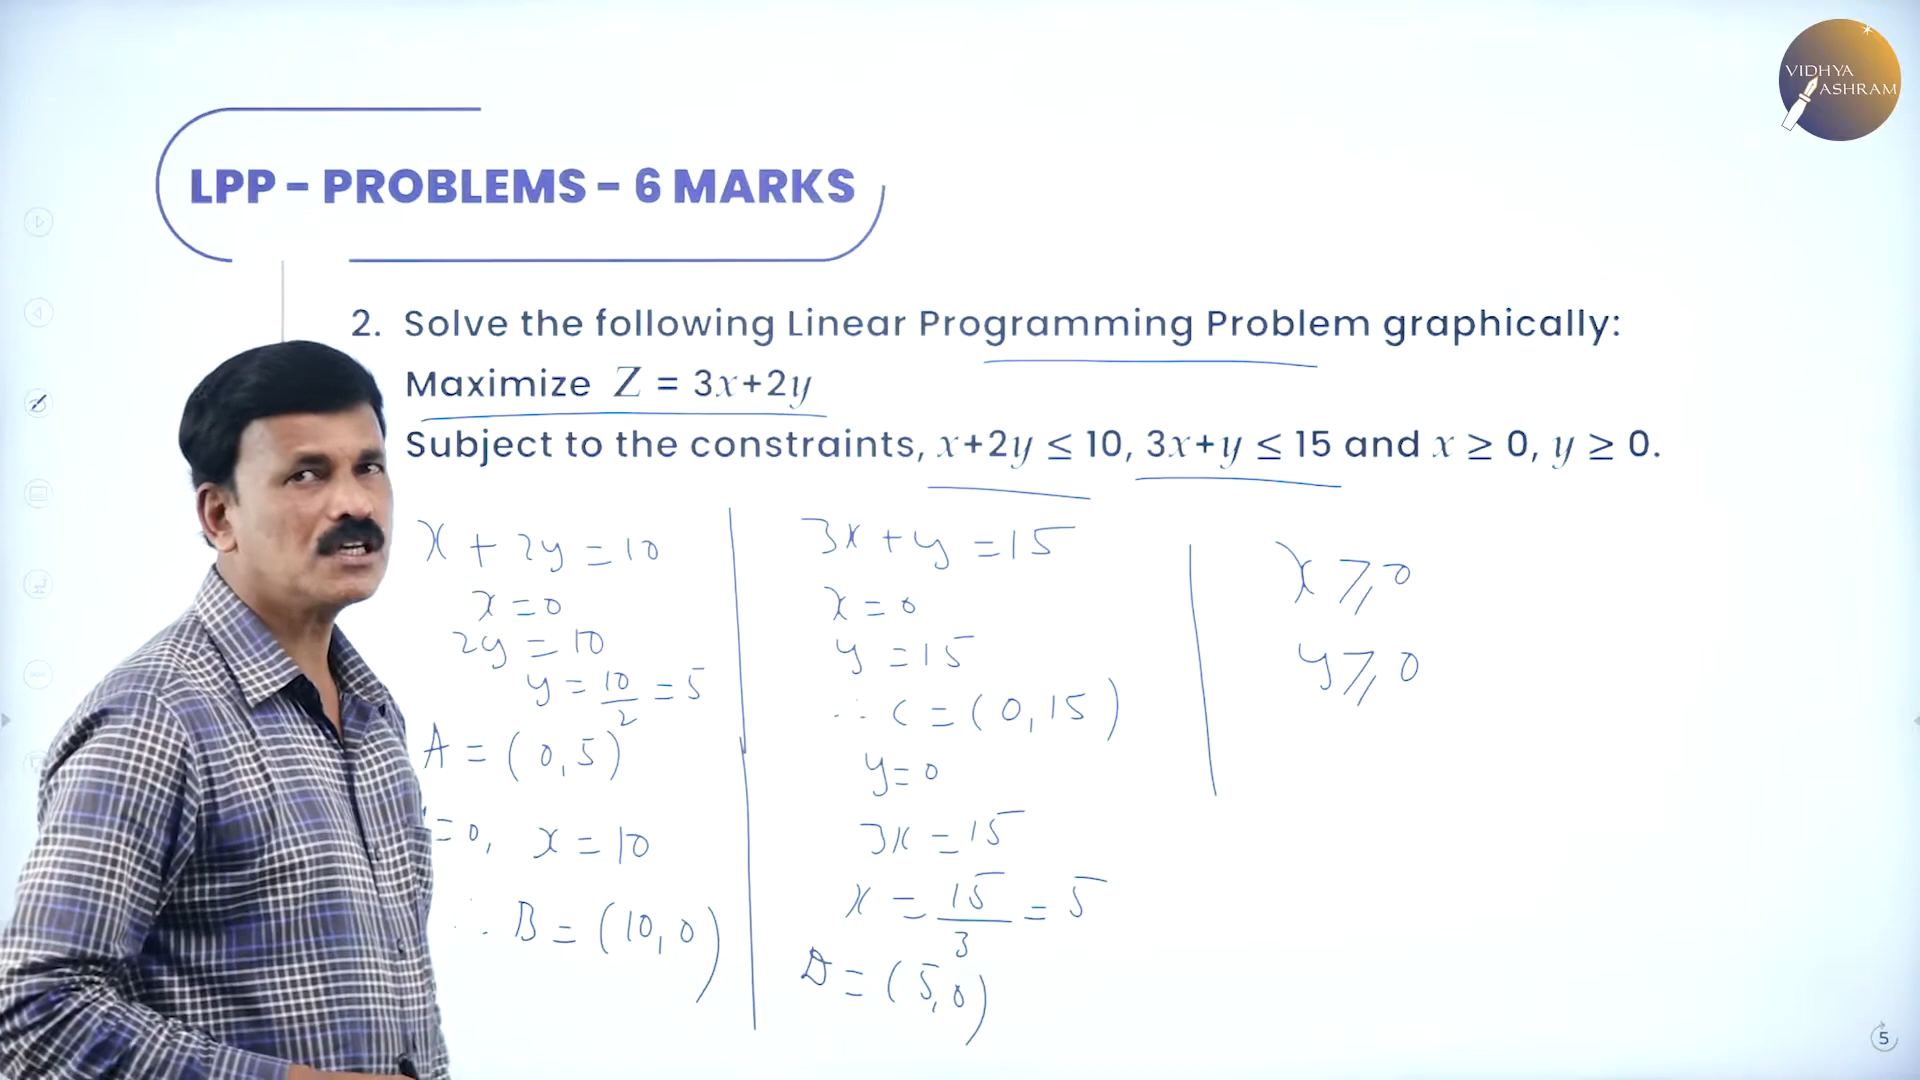 VIDHYA
ASHRAM
LPP - PROBLEMS - 6 MARKS
2. Solve the following Linear Programming Problem graphically:
Maximize Z = 3x+2y
Subject to the constraints, x+2y ≤ 10, 3x+y ≤ 15 and x ≥ 0, y ≥ 0.
x + 2y = 10
x = 0
2y = 10
y = 10/2 = 5
A = (0,5)
= 0, x = 10
∴ B = (10,0)
3x + y = 15
x = 0
y = 15
∴ C = (0,15)
y = 0
3x = 15
x = 15/3 = 5
D = (5,0)
x ≥ 0
y ≥ 0
5